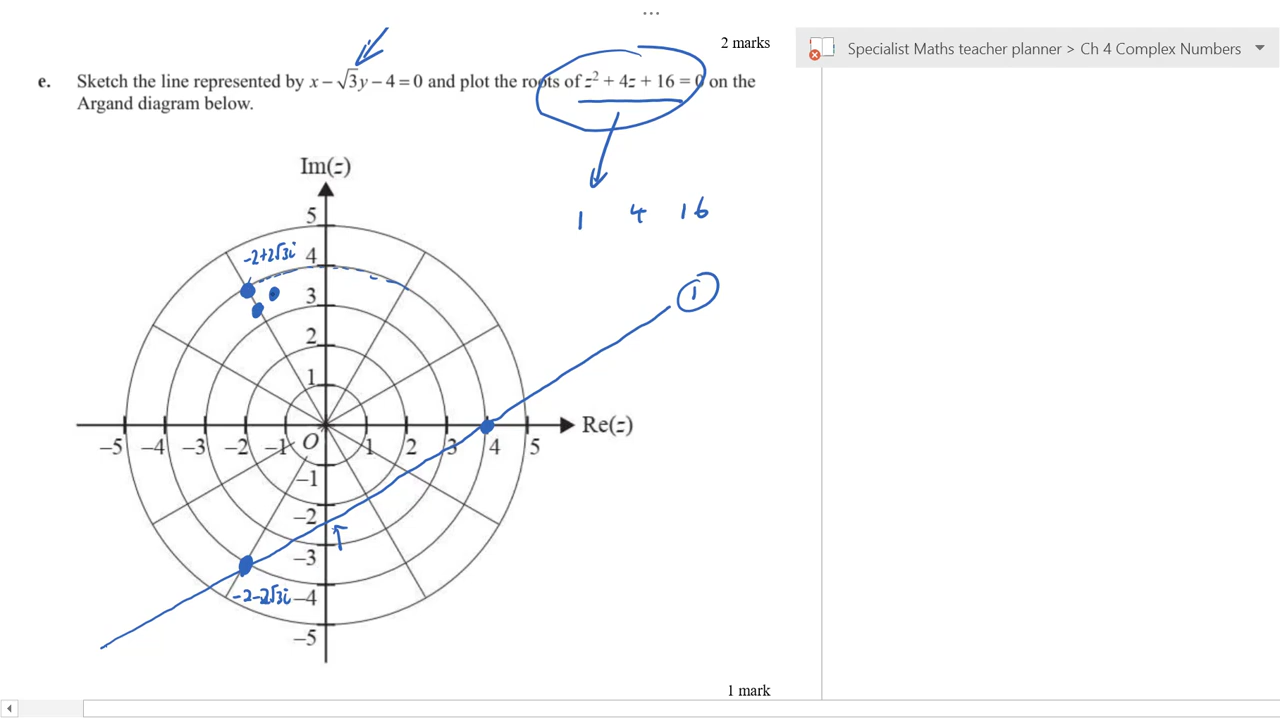 ...
2 marks
Specialist Maths teacher planner > Ch 4 Complex Numbers
e. Sketch the line represented by x − √3y − 4 = 0 and plot the roots of z² + 4z + 16 = 0 on the
Argand diagram below.
1 4 16
Im(z)
5
-2+2√3i 4
3
①
2
1
Re(z)
−5 −4 −3 −2 −1 O 1 2 3 4 5
−1
−2
−3
-2-2√3i −4
−5
1 mark